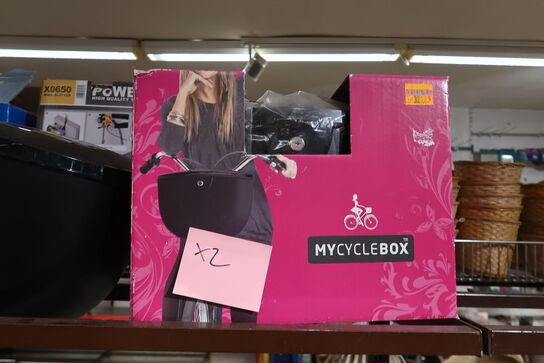 X0650
POWE
HIGH QUALITY
MYCYCLEBOX
x2